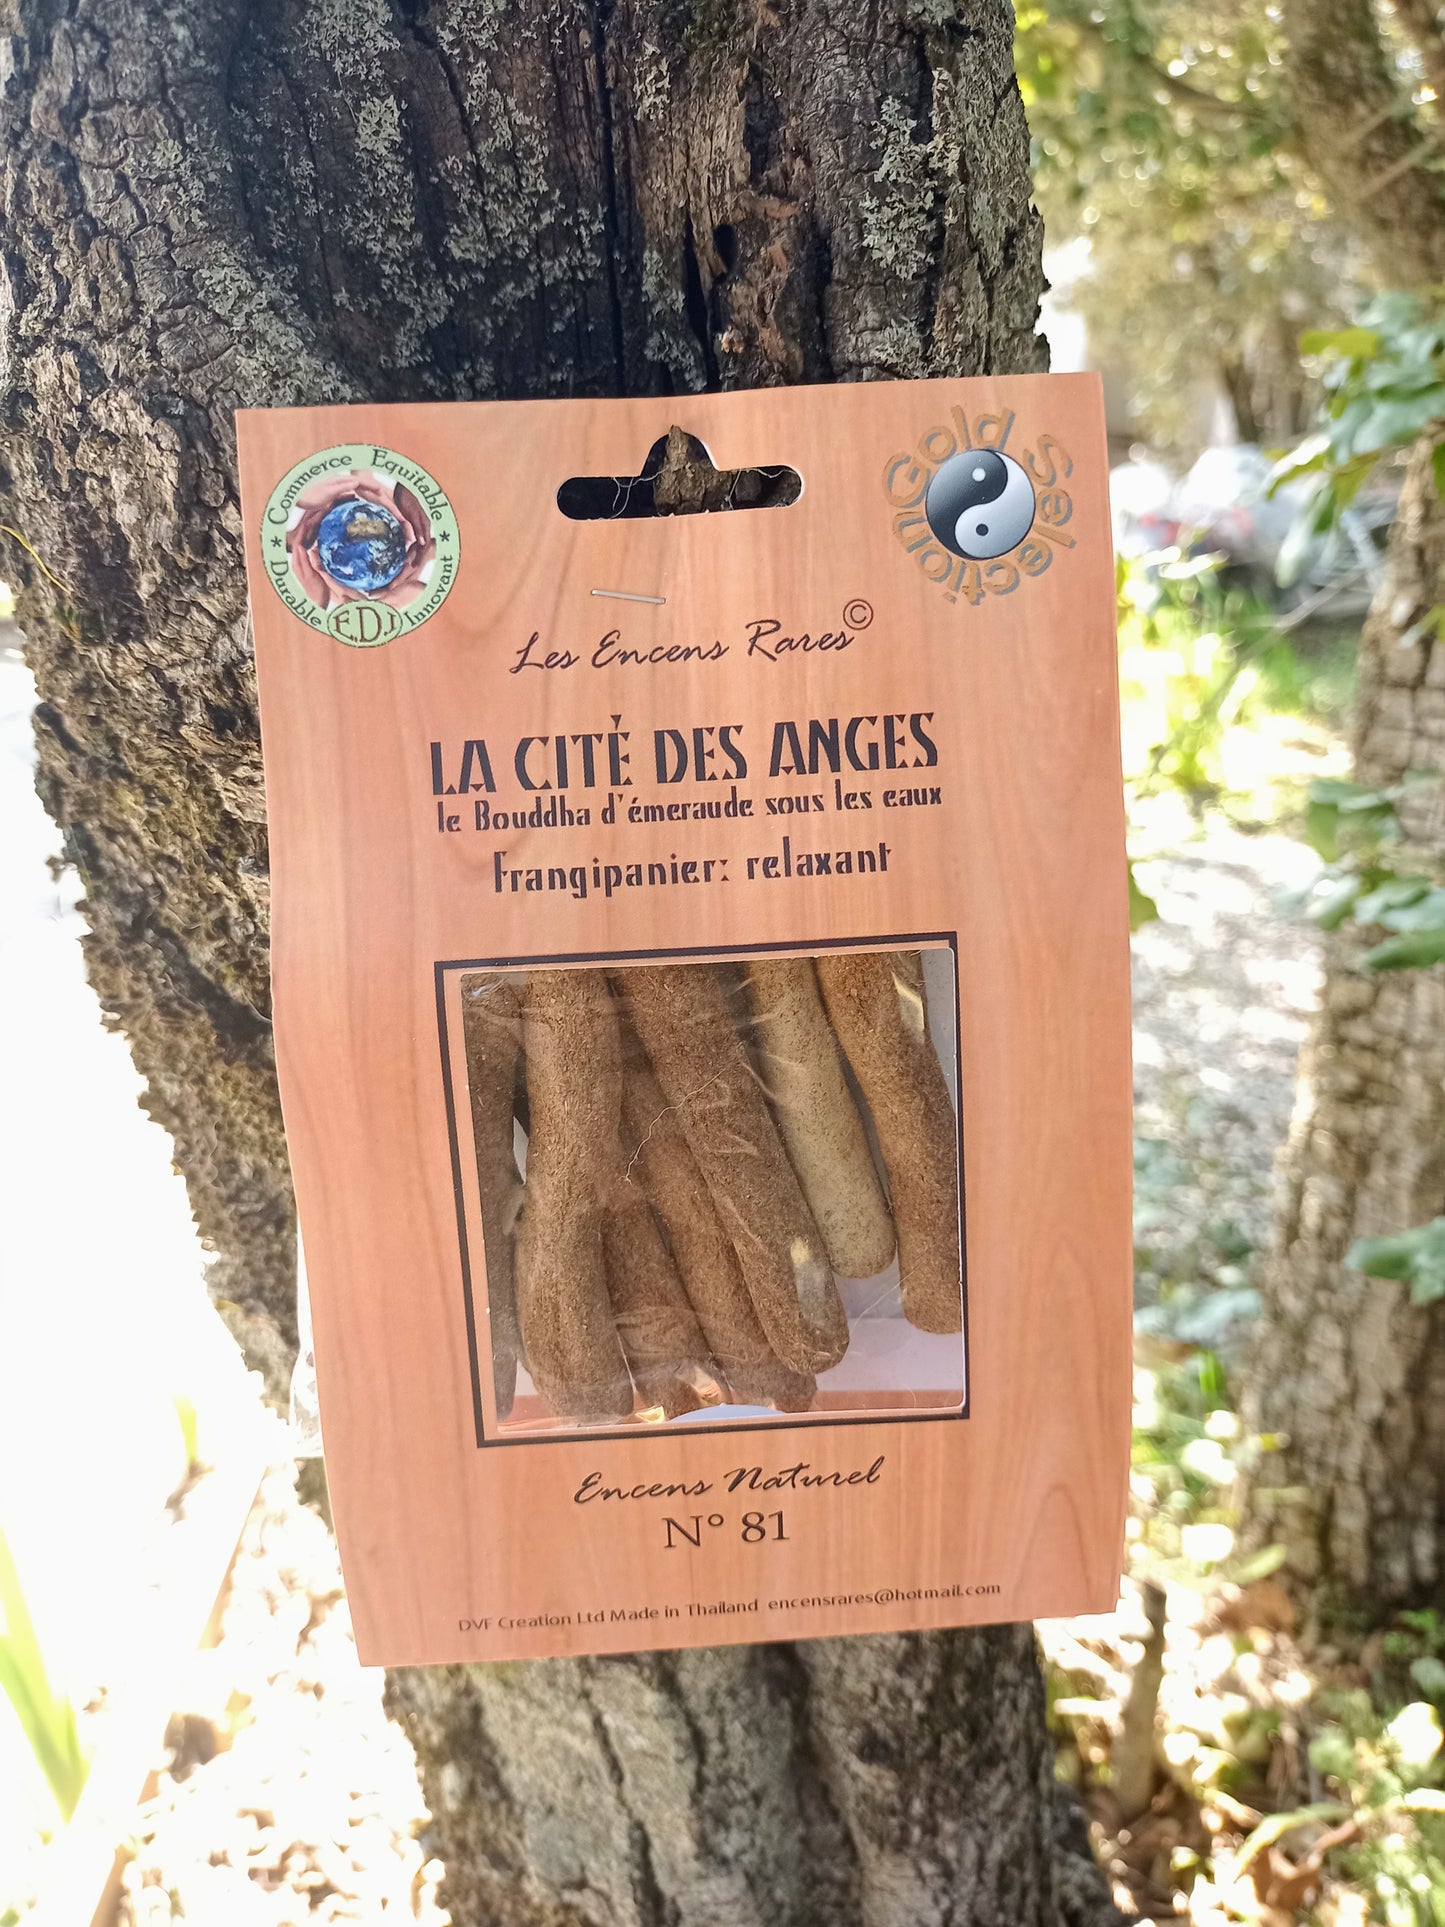 Commerce Equitable * Innovant
* Durable
E.D.I
Gold Selection
Les Encens Rares©
LA CITÉ DES ANGES
le Bouddha d'émeraude sous les eaux
Frangipanier: relaxant
Encens Naturel
N° 81
DVF Creation Ltd Made in Thailand encensrares@hotmail.com